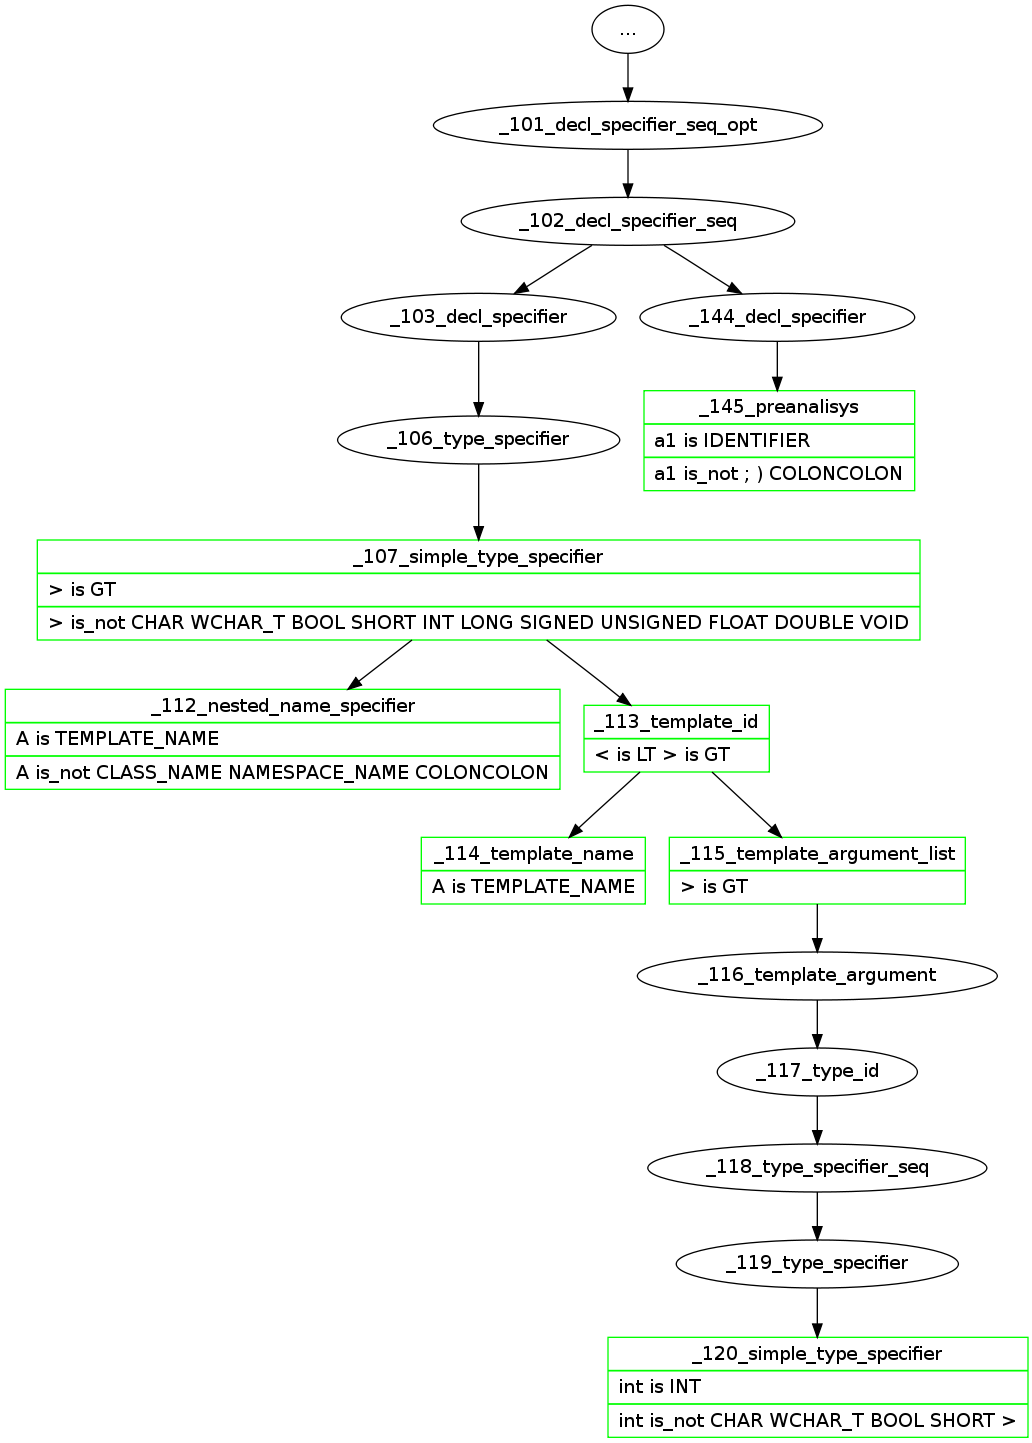 ...
_101_decl_specifier_seq_opt
_102_decl_specifier_seq
_103_decl_specifier
_144_decl_specifier
_145_preanalisys
a1 is IDENTIFIER
a1 is_not ; ) COLONCOLON
_106_type_specifier
_107_simple_type_specifier
> is GT
> is_not CHAR WCHAR_T BOOL SHORT INT LONG SIGNED UNSIGNED FLOAT DOUBLE VOID
_112_nested_name_specifier
A is TEMPLATE_NAME
A is_not CLASS_NAME NAMESPACE_NAME COLONCOLON
_113_template_id
< is LT > is GT
_114_template_name
A is TEMPLATE_NAME
_115_template_argument_list
> is GT
_116_template_argument
_117_type_id
_118_type_specifier_seq
_119_type_specifier
_120_simple_type_specifier
int is INT
int is_not CHAR WCHAR_T BOOL SHORT >